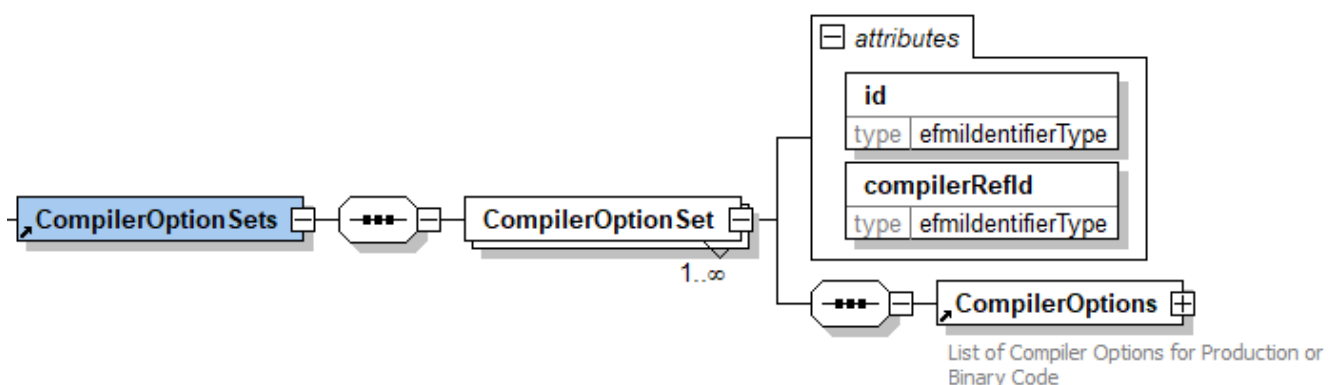 attributes
id
type efmiIdentifierType
compilerRefId
type efmiIdentifierType
CompilerOptionSets
CompilerOptionSet
1..∞
CompilerOptions
List of Compiler Options for Production or
Binary Code